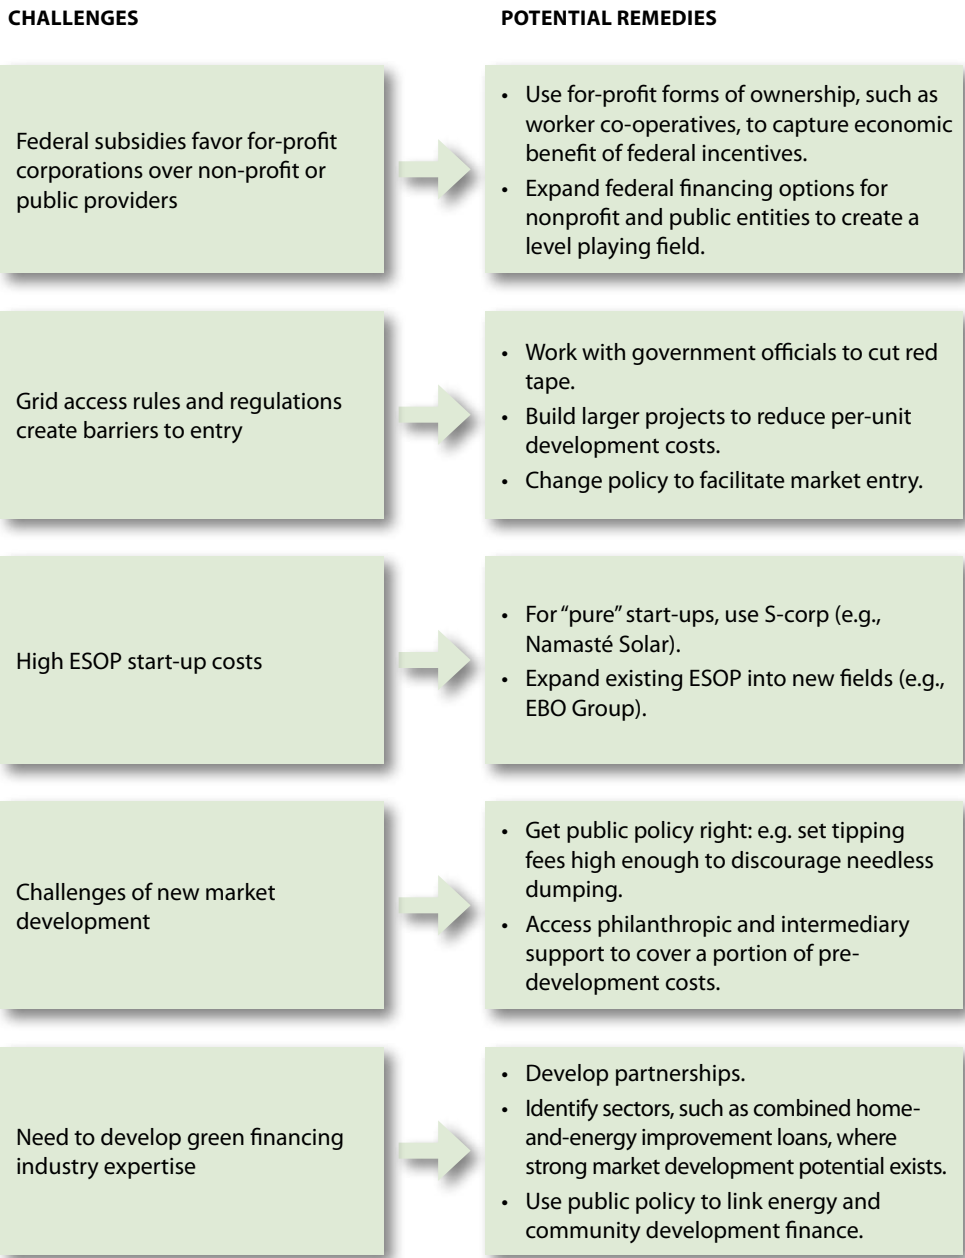 CHALLENGES
POTENTIAL REMEDIES
Federal subsidies favor for-profit
corporations over non-profit or
public providers
• Use for-profit forms of ownership, such as
worker co-operatives, to capture economic
benefit of federal incentives.
• Expand federal financing options for
nonprofit and public entities to create a
level playing field.
Grid access rules and regulations
create barriers to entry
• Work with government officials to cut red
tape.
• Build larger projects to reduce per-unit
development costs.
• Change policy to facilitate market entry.
High ESOP start-up costs
• For “pure” start-ups, use S-corp (e.g.,
Namasté Solar).
• Expand existing ESOP into new fields (e.g.,
EBO Group).
Challenges of new market
development
• Get public policy right: e.g. set tipping
fees high enough to discourage needless
dumping.
• Access philanthropic and intermediary
support to cover a portion of pre-
development costs.
Need to develop green financing
industry expertise
• Develop partnerships.
• Identify sectors, such as combined home-
and-energy improvement loans, where
strong market development potential exists.
• Use public policy to link energy and
community development finance.